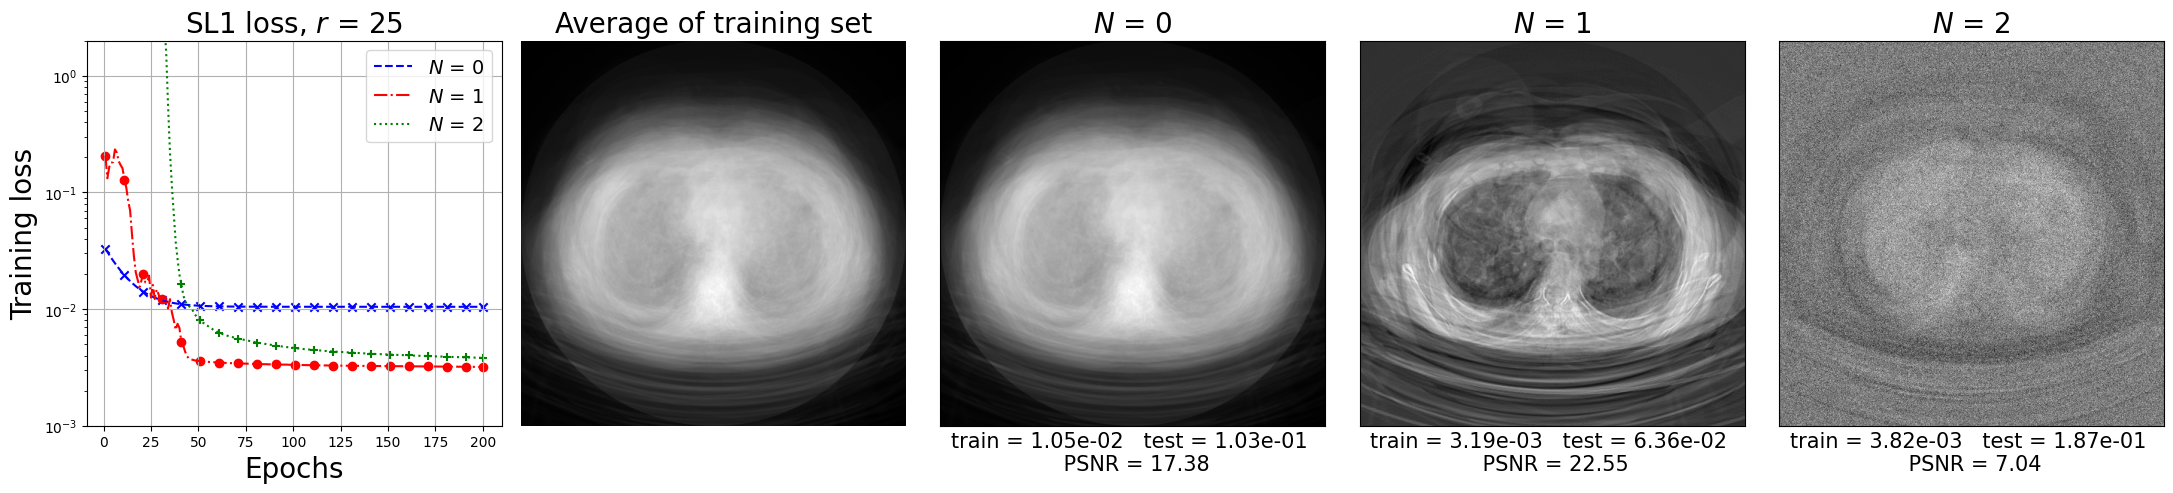 SL1 loss, r = 25
Average of training set
N = 0
N = 1
N = 2
Training loss
10⁰
10⁻¹
10⁻²
10⁻³
N = 0
N = 1
N = 2
0 25 50 75 100 125 150 175 200
Epochs
train = 1.05e-02 test = 1.03e-01
PSNR = 17.38
train = 3.19e-03 test = 6.36e-02
PSNR = 22.55
train = 3.82e-03 test = 1.87e-01
PSNR = 7.04